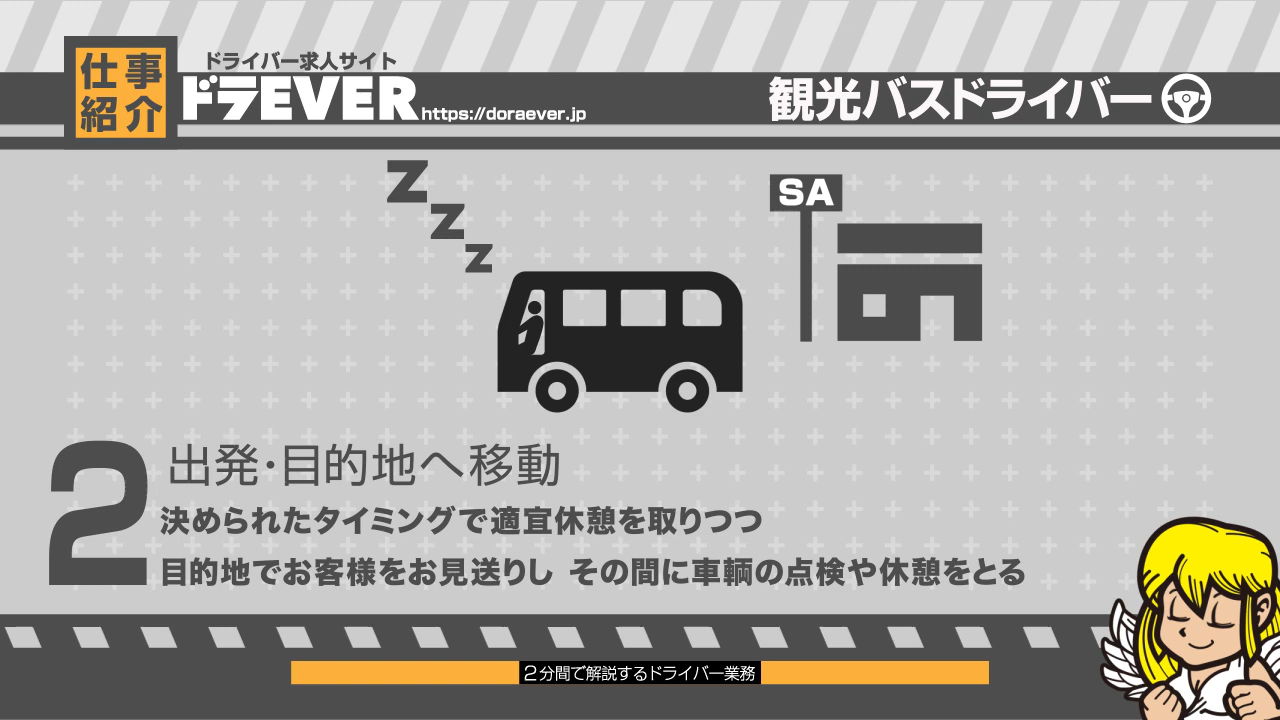 仕事
紹介
ドライバー求人サイト
ドラEVER
https://doraever.jp
観光バスドライバー
Z
Z
Z
SA
2
出発・目的地へ移動
決められたタイミングで適宜休憩を取りつつ
目的地でお客様をお見送りし その間に車輌の点検や休憩をとる
2分間で解説するドライバー業務